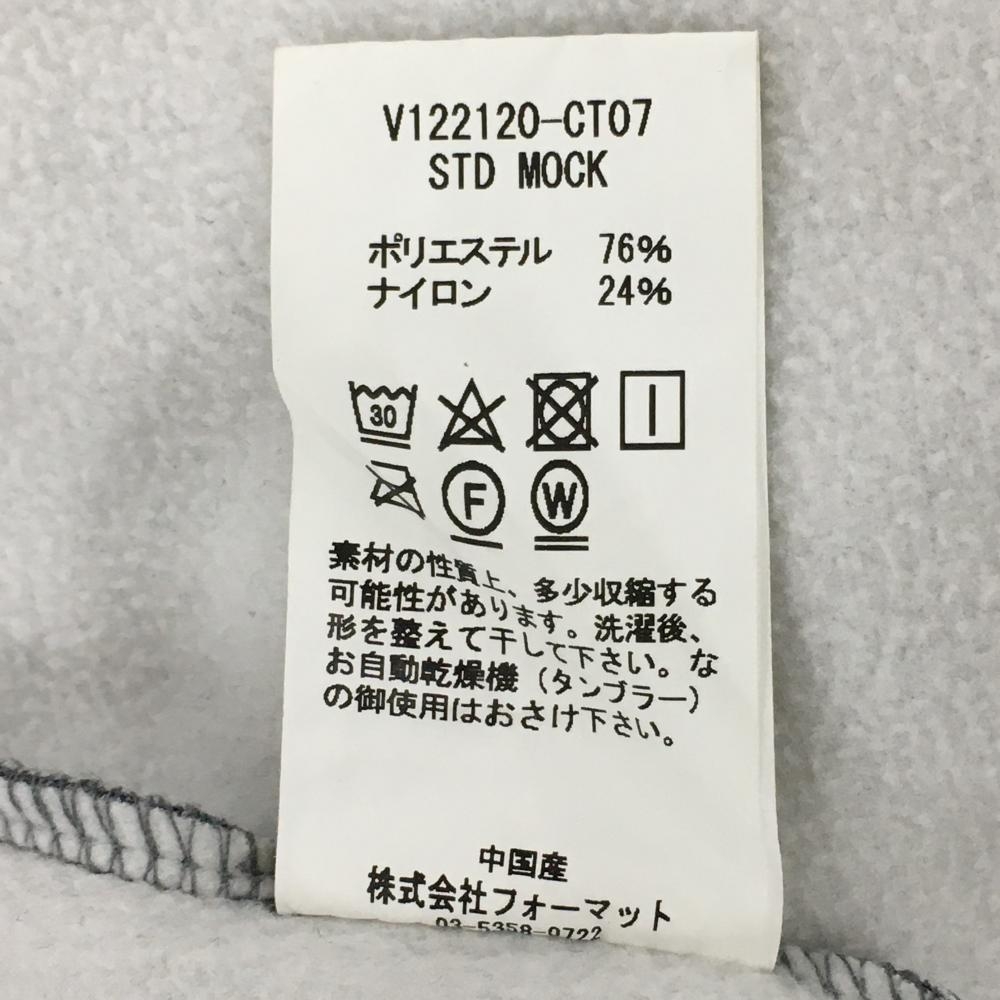 V122120-CT07
STD MOCK
ポリエステル 76%
ナイロン 24%
30
F W
素材の性質上、多少収縮する
可能性があります。洗濯後、
形を整えて干して下さい。な
お自動乾燥機（タンブラー）
の御使用はおさけ下さい。
中国産
株式会社フォーマット
03-5358-0722